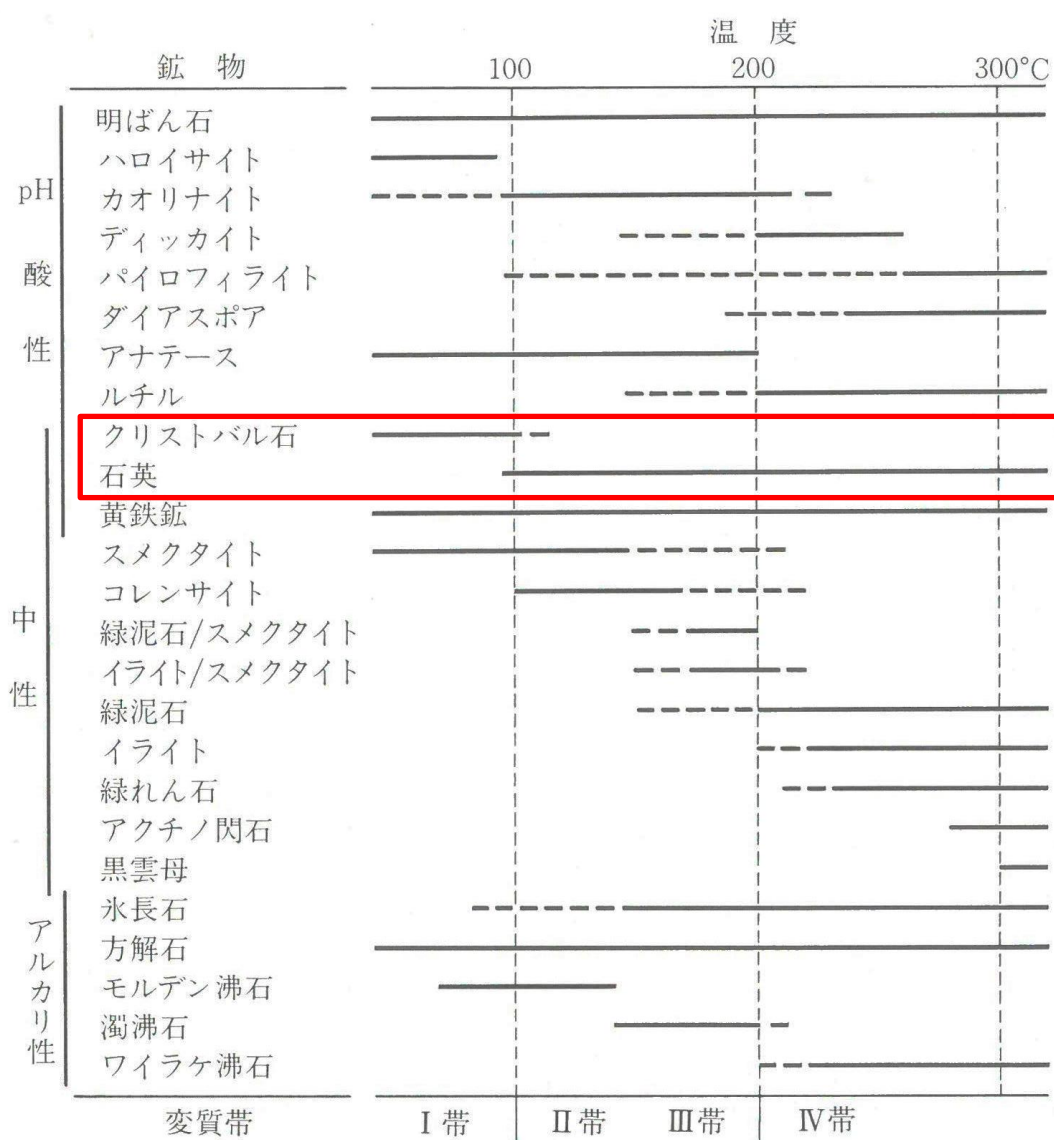 温 度
鉱 物 100 200 300°C
pH
酸性
中性
アルカリ性
明ばん石
ハロイサイト
カオリナイト
ディッカイト
パイロフィライト
ダイアスポア
アナテース
ルチル
クリストバル石
石英
黄鉄鉱
スメクタイト
コレンサイト
緑泥石/スメクタイト
イライト/スメクタイト
緑泥石
イライト
緑れん石
アクチノ閃石
黒雲母
氷長石
方解石
モルデン沸石
濁沸石
ワイラケ沸石
変質帯 Ⅰ帯 Ⅱ帯 Ⅲ帯 Ⅳ帯